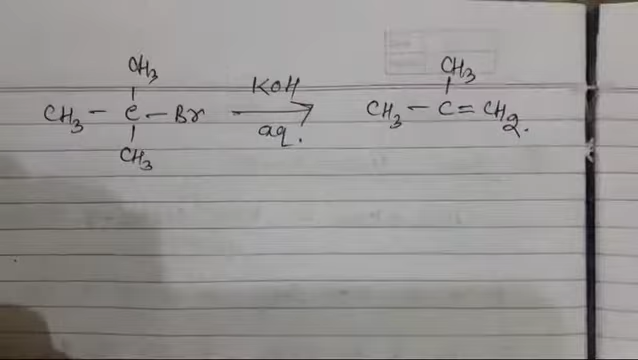 CH3 CH3
CH3 - C - Br KOH aq. → CH3 - C = CH2.
CH3